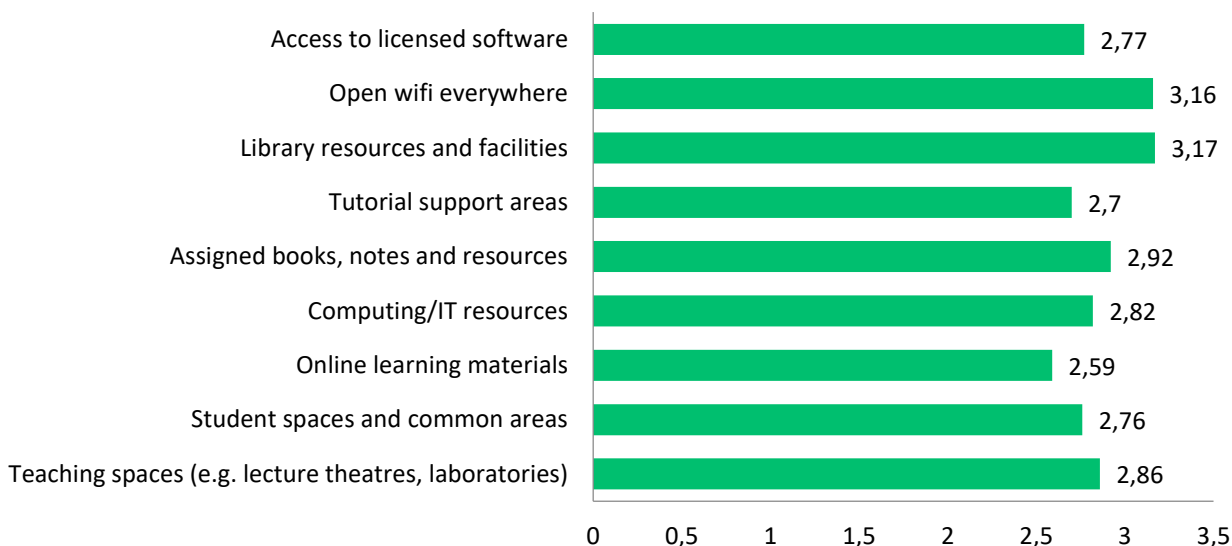 Access to licensed software 2,77
Open wifi everywhere 3,16
Library resources and facilities 3,17
Tutorial support areas 2,7
Assigned books, notes and resources 2,92
Computing/IT resources 2,82
Online learning materials 2,59
Student spaces and common areas 2,76
Teaching spaces (e.g. lecture theatres, laboratories) 2,86
0 0,5 1 1,5 2 2,5 3 3,5